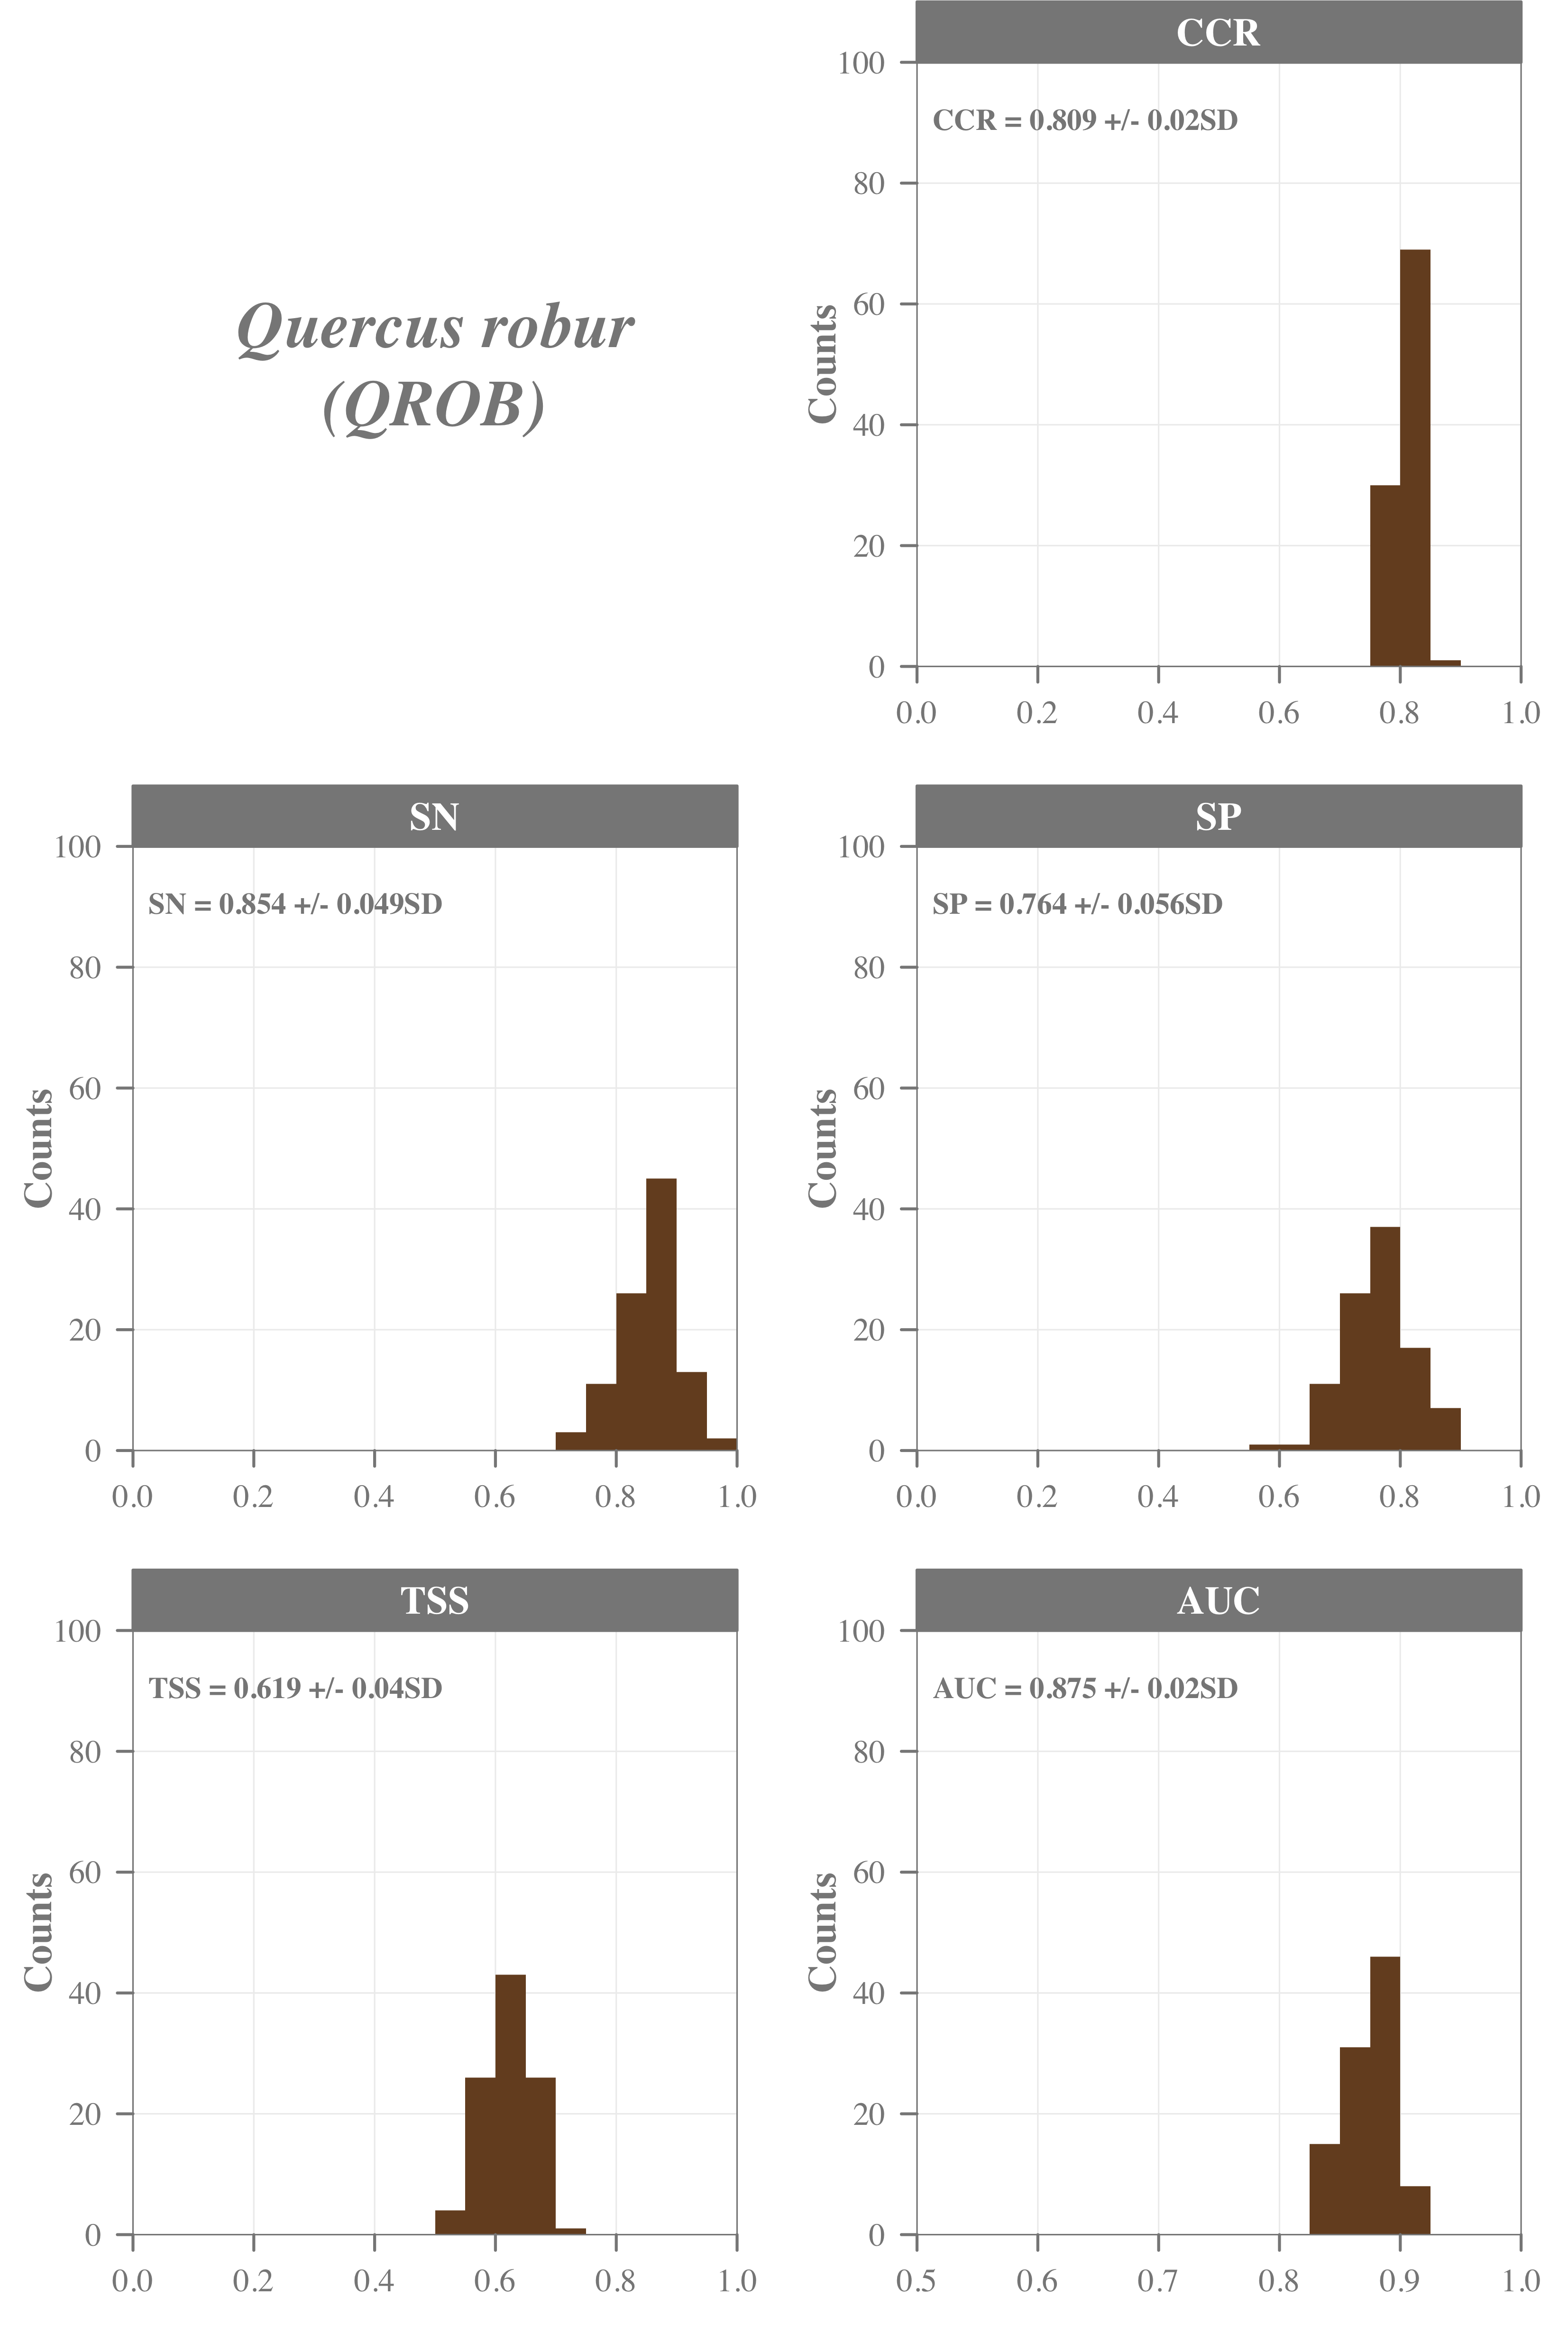 Quercus robur
(QROB)
CCR
CCR = 0.809 +/- 0.02SD
Counts
100
80
60
40
20
0
0.0 0.2 0.4 0.6 0.8 1.0
SN
SN = 0.854 +/- 0.049SD
Counts
100
80
60
40
20
0
0.0 0.2 0.4 0.6 0.8 1.0
SP
SP = 0.764 +/- 0.056SD
Counts
100
80
60
40
20
0
0.0 0.2 0.4 0.6 0.8 1.0
TSS
TSS = 0.619 +/- 0.04SD
Counts
100
80
60
40
20
0
0.0 0.2 0.4 0.6 0.8 1.0
AUC
AUC = 0.875 +/- 0.02SD
Counts
100
80
60
40
20
0
0.5 0.6 0.7 0.8 0.9 1.0